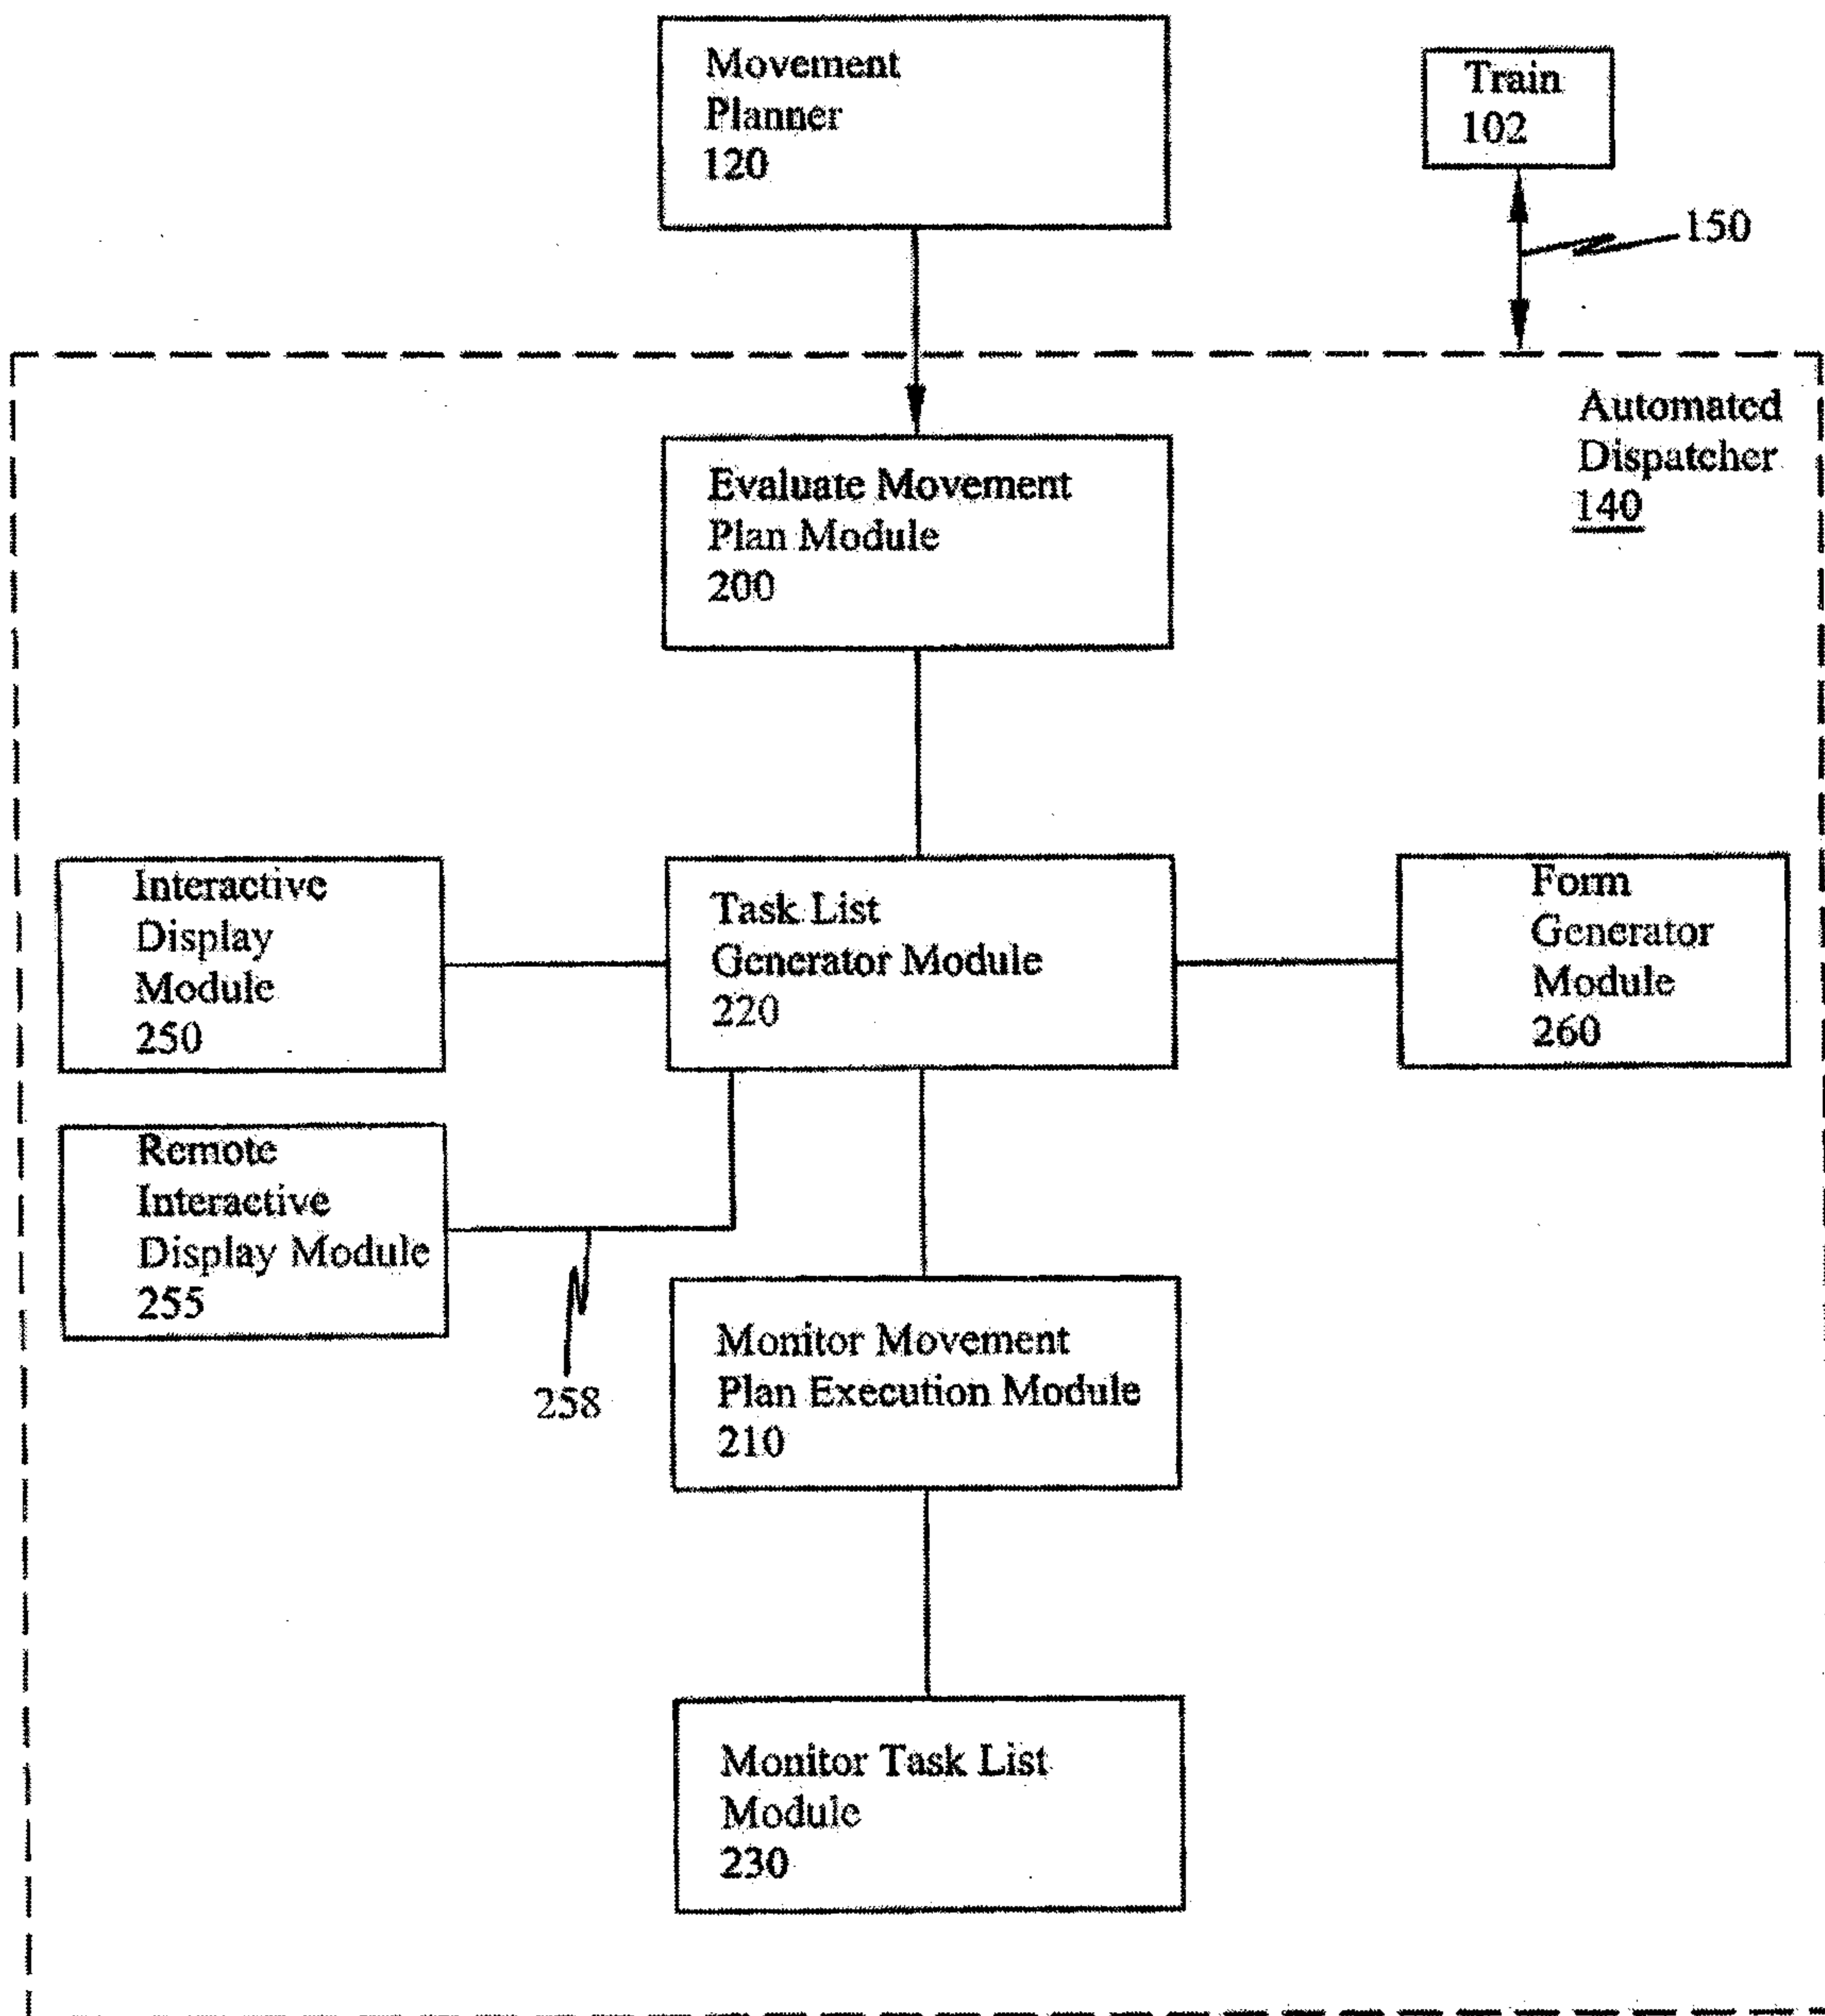 Movement
Planner
120
Train
102
150
Automated
Dispatcher
140
Evaluate Movement
Plan Module
200
Interactive
Display
Module
250
Task List
Generator Module
220
Form
Generator
Module
260
Remote
Interactive
Display Module
255
258
Monitor Movement
Plan Execution Module
210
Monitor Task List
Module
230